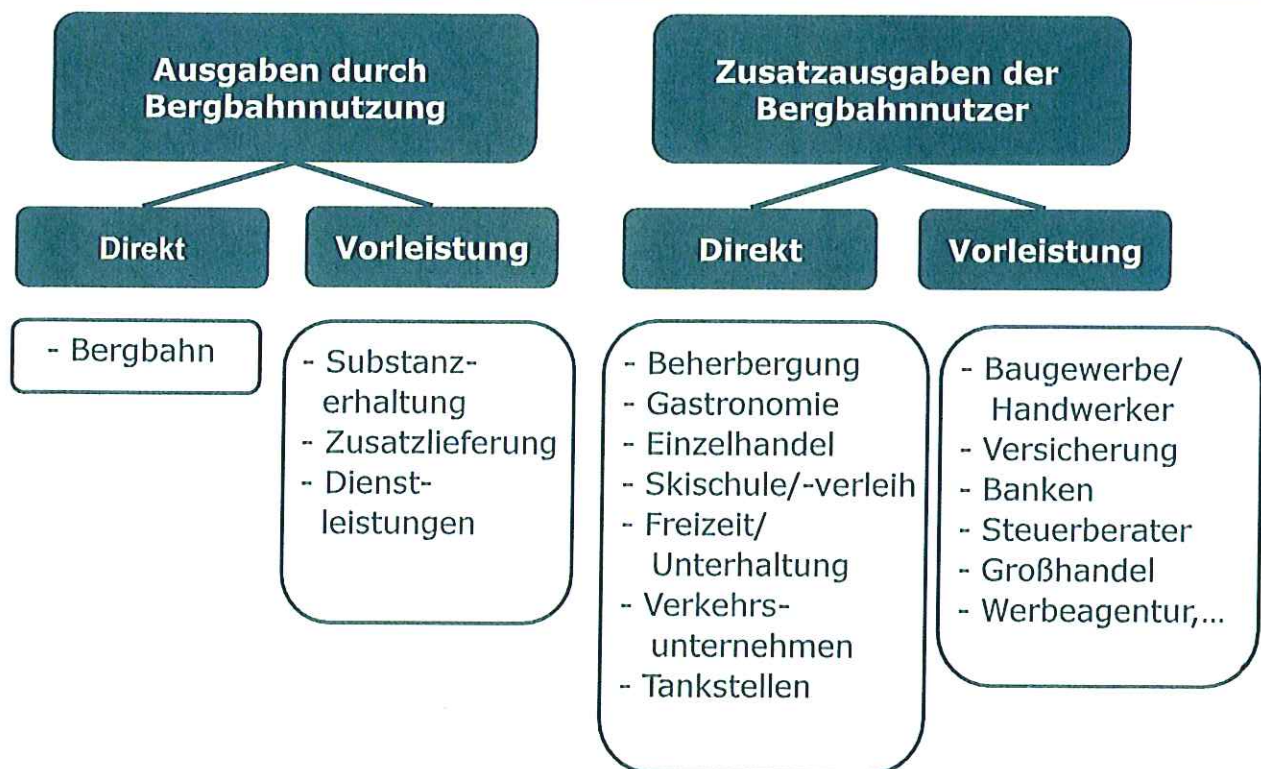 Ausgaben durch
Bergbahnnutzung
Zusatzausgaben der
Bergbahnnutzer
Direkt
Vorleistung
Direkt
Vorleistung
- Bergbahn
- Substanz-
erhaltung
- Zusatzlieferung
- Dienst-
leistungen
- Beherbergung
- Gastronomie
- Einzelhandel
- Skischule/-verleih
- Freizeit/
Unterhaltung
- Verkehrs-
unternehmen
- Tankstellen
- Baugewerbe/
Handwerker
- Versicherung
- Banken
- Steuerberater
- Großhandel
- Werbeagentur,...